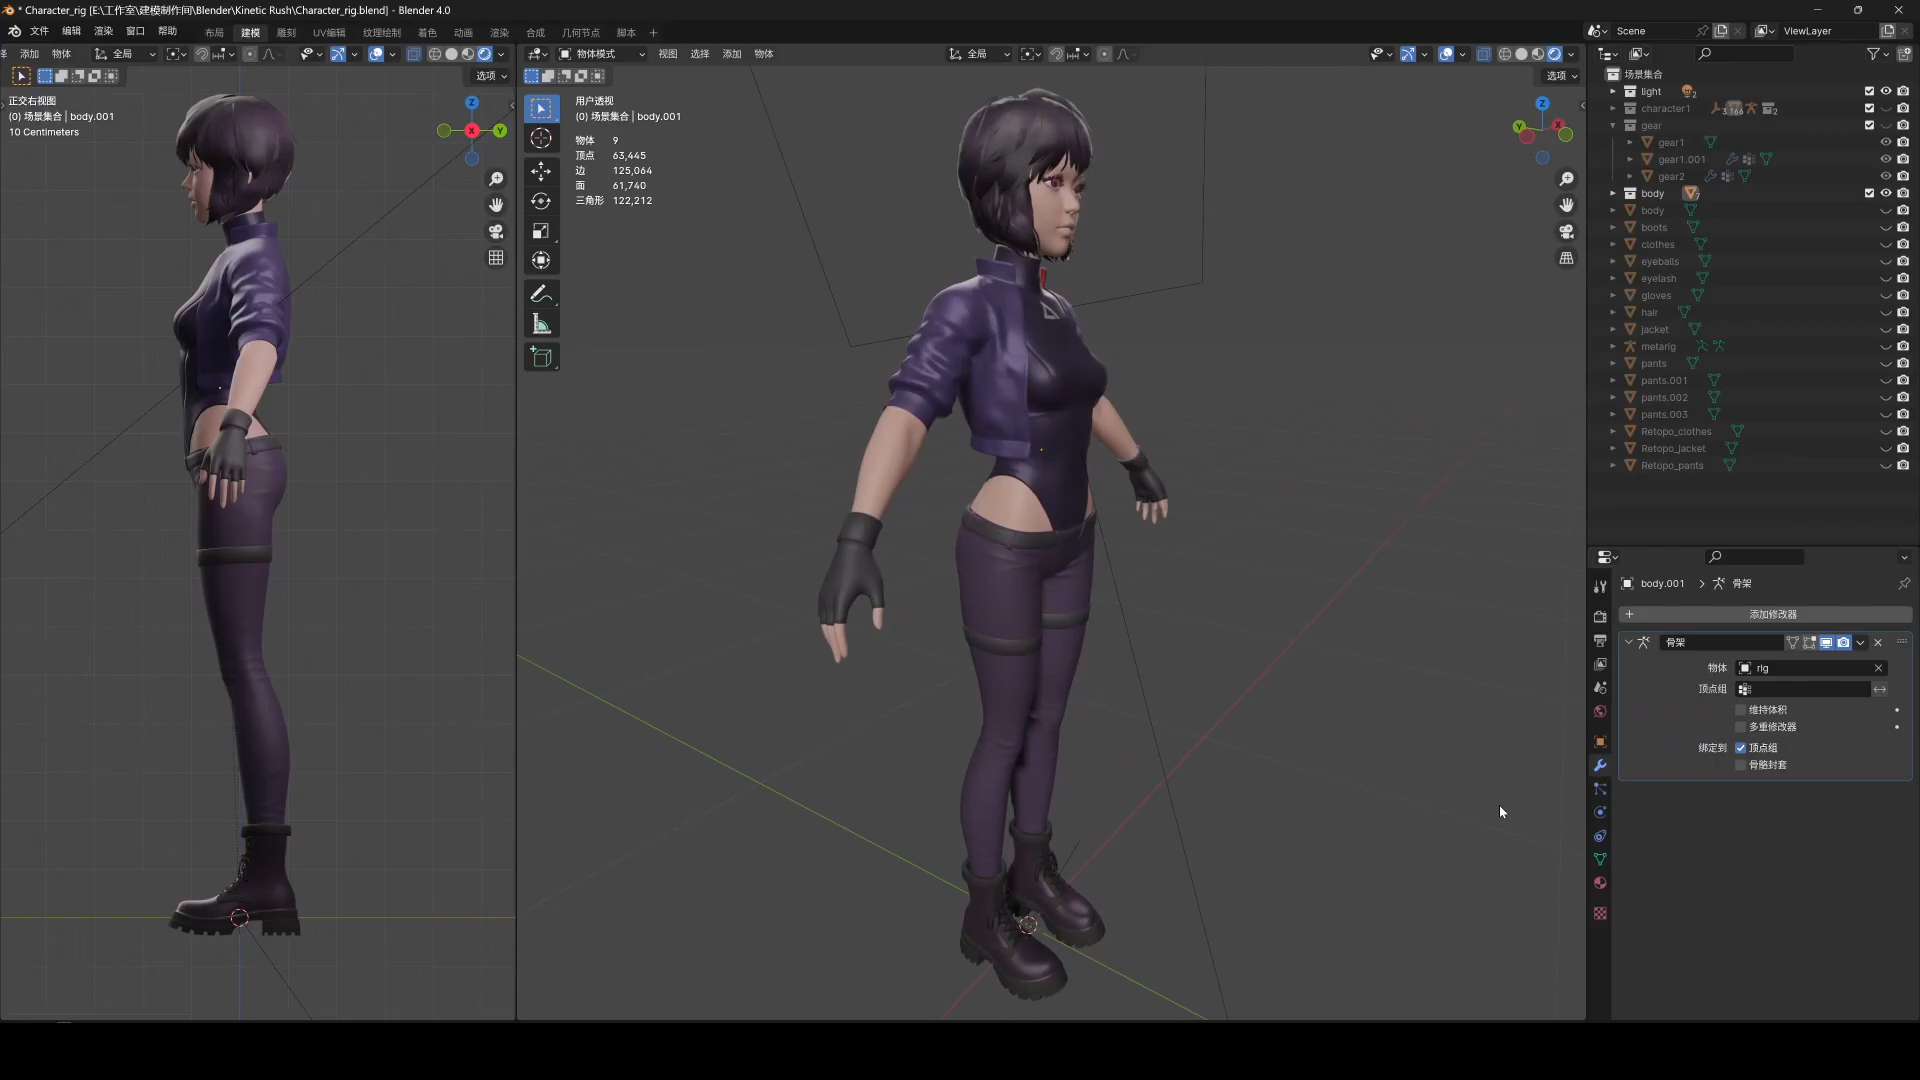 * Character_rig [E:\工作室\建模制作间\Blender\Kinetic Rush\Character_rig.blend] - Blender 4.0
文件 编辑 渲染 窗口 帮助 布局 建模 雕刻 UV编辑 纹理绘制 着色 动画 渲染 合成 几何节点 脚本 + Scene ViewLayer
添加 物体 全局 物体模式 视图 选择 添加 物体 全局
选项 选项
正交右视图
(0) 场景集合 | body.001
10 Centimeters
Z
X
Y
用户透视
(0) 场景集合 | body.001
物体 9
顶点 63,445
边 125,064
面 61,740
三角形 122,212
Z
Y
X
场景集合
light 2
character1 3 166 2
gear
gear1
gear1.001
gear2
body 7
body
boots
clothes
eyeballs
eyelash
gloves
hair
jacket
metarig
pants
pants.001
pants.002
pants.003
Retopo_clothes
Retopo_jacket
Retopo_pants
body.001 > 骨架
+ 添加修改器
骨架
物体 rig
顶点组
维持体积
多重修改器
绑定到 顶点组
骨骼封套